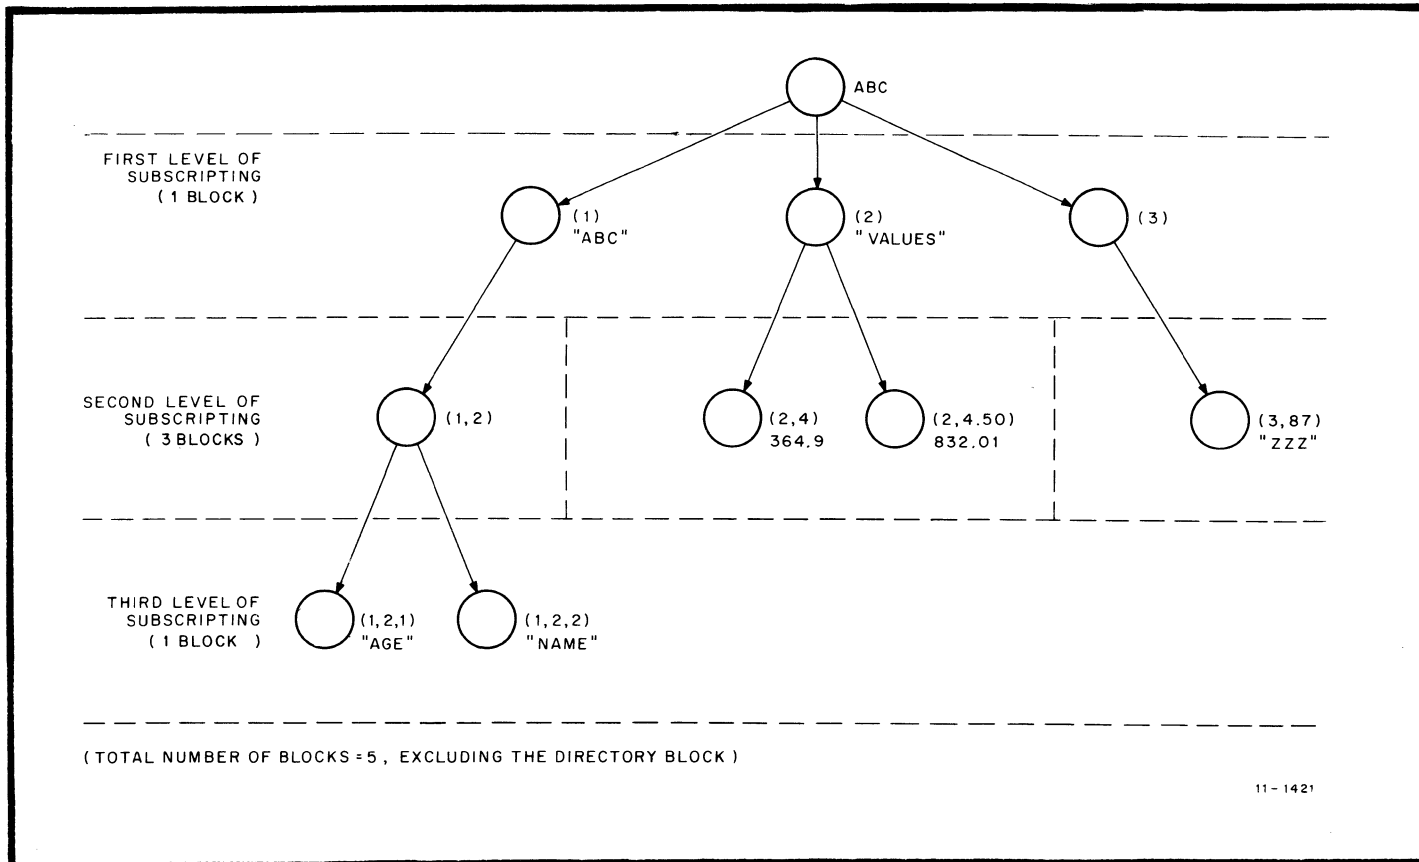 ABC
FIRST LEVEL OF
SUBSCRIPTING
(1 BLOCK)
(1)
"ABC"
(2)
"VALUES"
(3)
SECOND LEVEL OF
SUBSCRIPTING
(3 BLOCKS)
(1,2)
(2,4)
364.9
(2,4.50)
832.01
(3,87)
"ZZZ"
THIRD LEVEL OF
SUBSCRIPTING
(1 BLOCK )
(1,2,1)
"AGE"
(1,2,2)
"NAME"
(TOTAL NUMBER OF BLOCKS=5, EXCLUDING THE DIRECTORY BLOCK)
11-1421